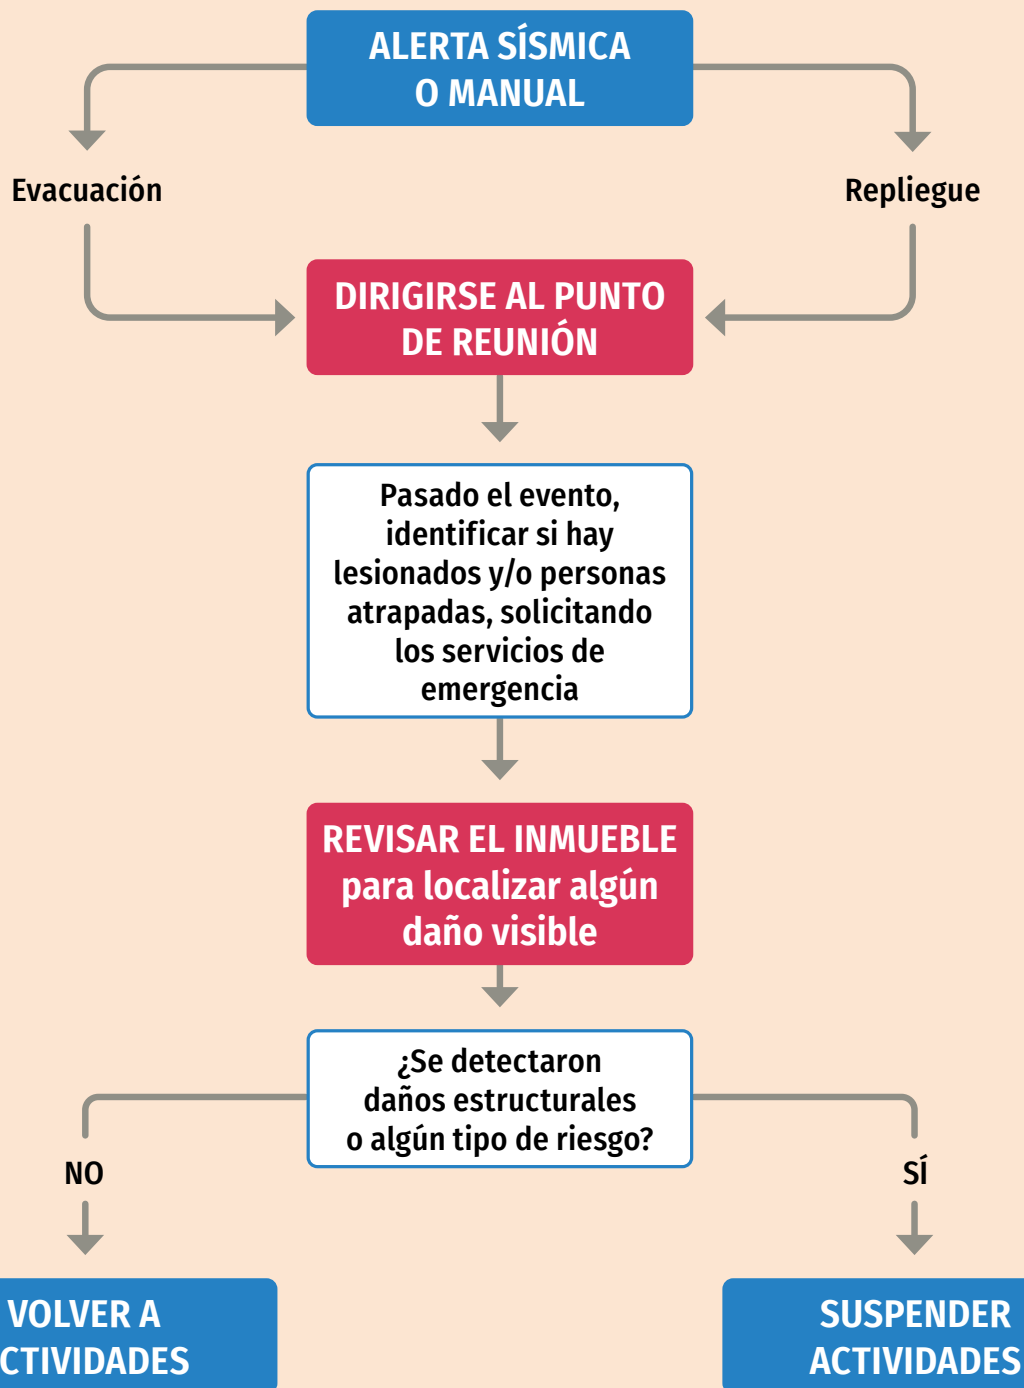 ALERTA SÍSMICA
O MANUAL
Evacuación
Repliegue
DIRIGIRSE AL PUNTO
DE REUNIÓN
Pasado el evento,
identificar si hay
lesionados y/o personas
atrapadas, solicitando
los servicios de
emergencia
REVISAR EL INMUEBLE
para localizar algún
daño visible
¿Se detectaron
daños estructurales
o algún tipo de riesgo?
NO
SÍ
VOLVER A
CTIVIDADES
SUSPENDER
ACTIVIDADES